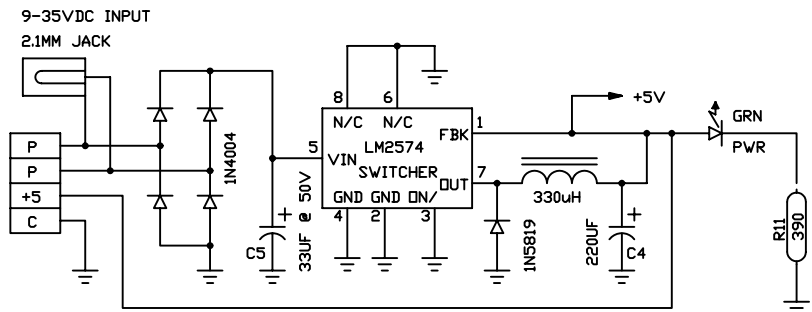 9-35VDC INPUT
2.1MM JACK
P
P
+5
C
1N4004
C5
+
33UF @ 50V
8
6
N/C
N/C
5
VIN
LM2574
SWITCHER
FBK
1
OUT
7
GND
GND
ON/
4
2
3
1N5819
330uH
220UF
+
C4
+5V
GRN
PWR
R11
390